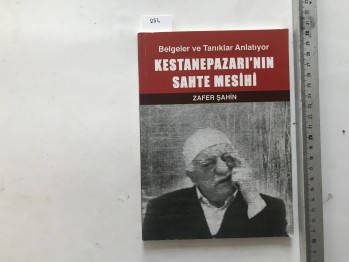 Belgeler ve Tanıklar Anlatıyor
KESTANEPAZARI'NIN
SAHTE MESİHİ
ZAFER ŞAHİN